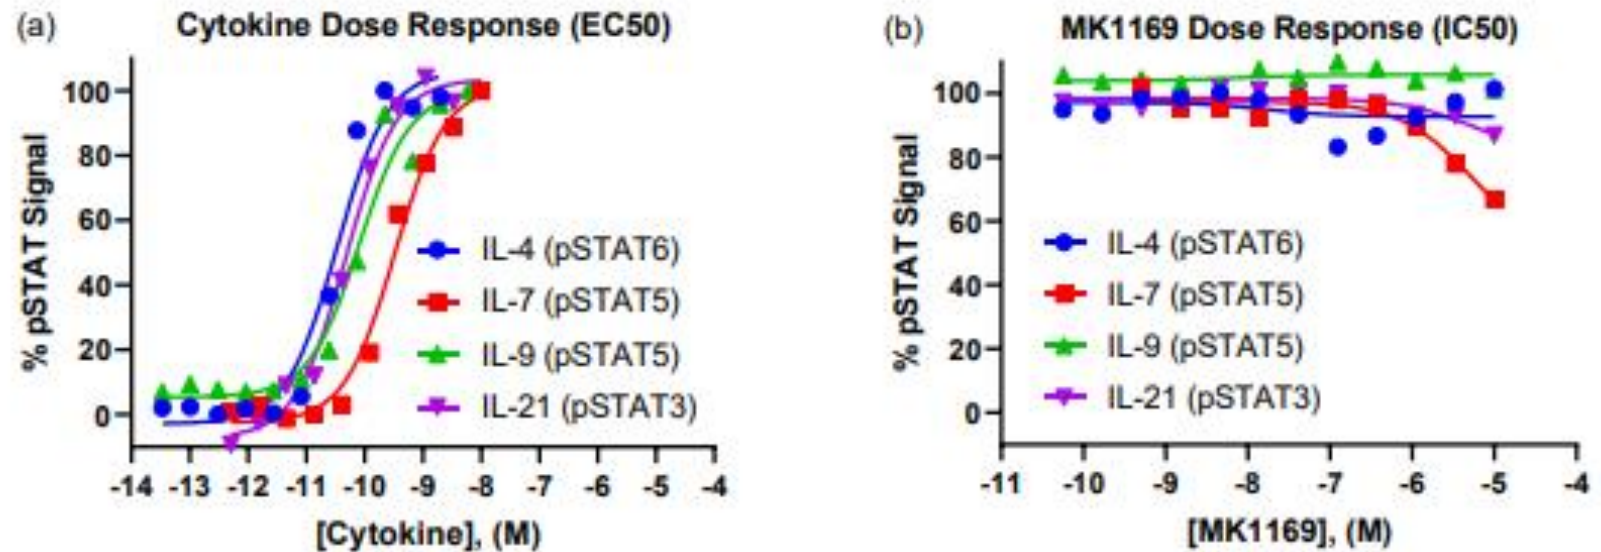 (a)
Cytokine Dose Response (EC50)
% pSTAT Signal
100
80
60
40
20
0
IL-4 (pSTAT6)
IL-7 (pSTAT5)
IL-9 (pSTAT5)
IL-21 (pSTAT3)
-14 -13 -12 -11 -10 -9 -8 -7 -6 -5 -4
[Cytokine], (M)
(b)
MK1169 Dose Response (IC50)
% pSTAT Signal
100
80
60
40
20
0
IL-4 (pSTAT6)
IL-7 (pSTAT5)
IL-9 (pSTAT5)
IL-21 (pSTAT3)
-11 -10 -9 -8 -7 -6 -5 -4
[MK1169], (M)